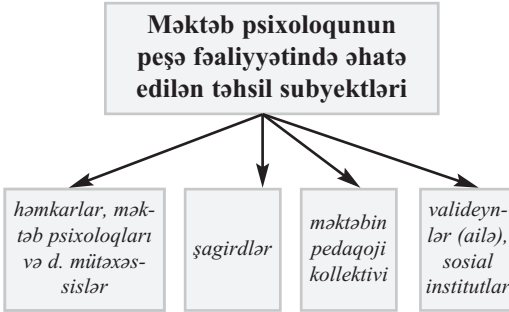 Məktəb psixoloqunun
peşə fəaliyyətində əhatə
edilən təhsil subyektləri
həmkarlar, mək-
təb psixoloqları
və d. mütəxəs-
sislər
şagirdlər
məktəbin
pedaqoji
kollektivi
valideyn-
lər (ailə),
sosial
institutlar